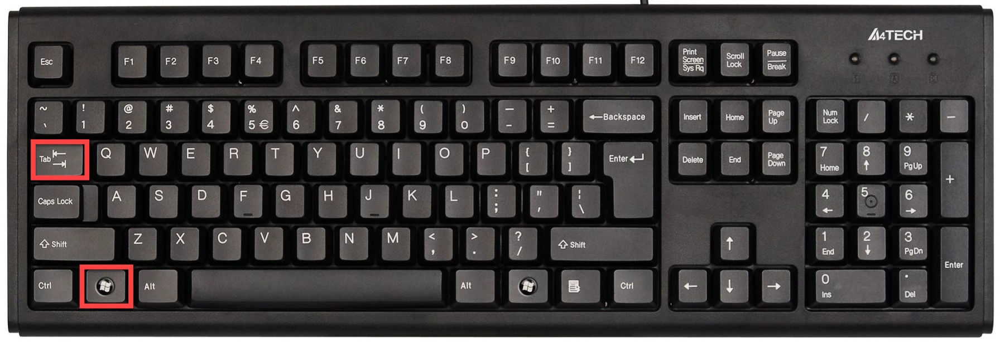 A4TECH
Esc F1 F2 F3 F4 F5 F6 F7 F8 F9 F10 F11 F12 Print Screen Sys Rq Scroll Lock Pause Break
~ ! @ # $ % ^ & * ( ) — +
` 1 2 3 4 5 € 6 7 8 9 0 - = ←Backspace Insert Home Page Up Num Lock / * −
Tab Q W E R T Y U I O P { [ } ] Enter Delete End Page Down 7 Home 8 ↑ 9 PgUp +
Caps Lock A S D F G H J K L : ; " ' ¦ \ 4 ← 5 6 →
⇧ Shift Z X C V B N M < , > . ? / ⇧ Shift ↑ 1 End 2 ↓ 3 PgDn Enter
Ctrl Alt Alt Ctrl ← ↓ → 0 Ins . Del